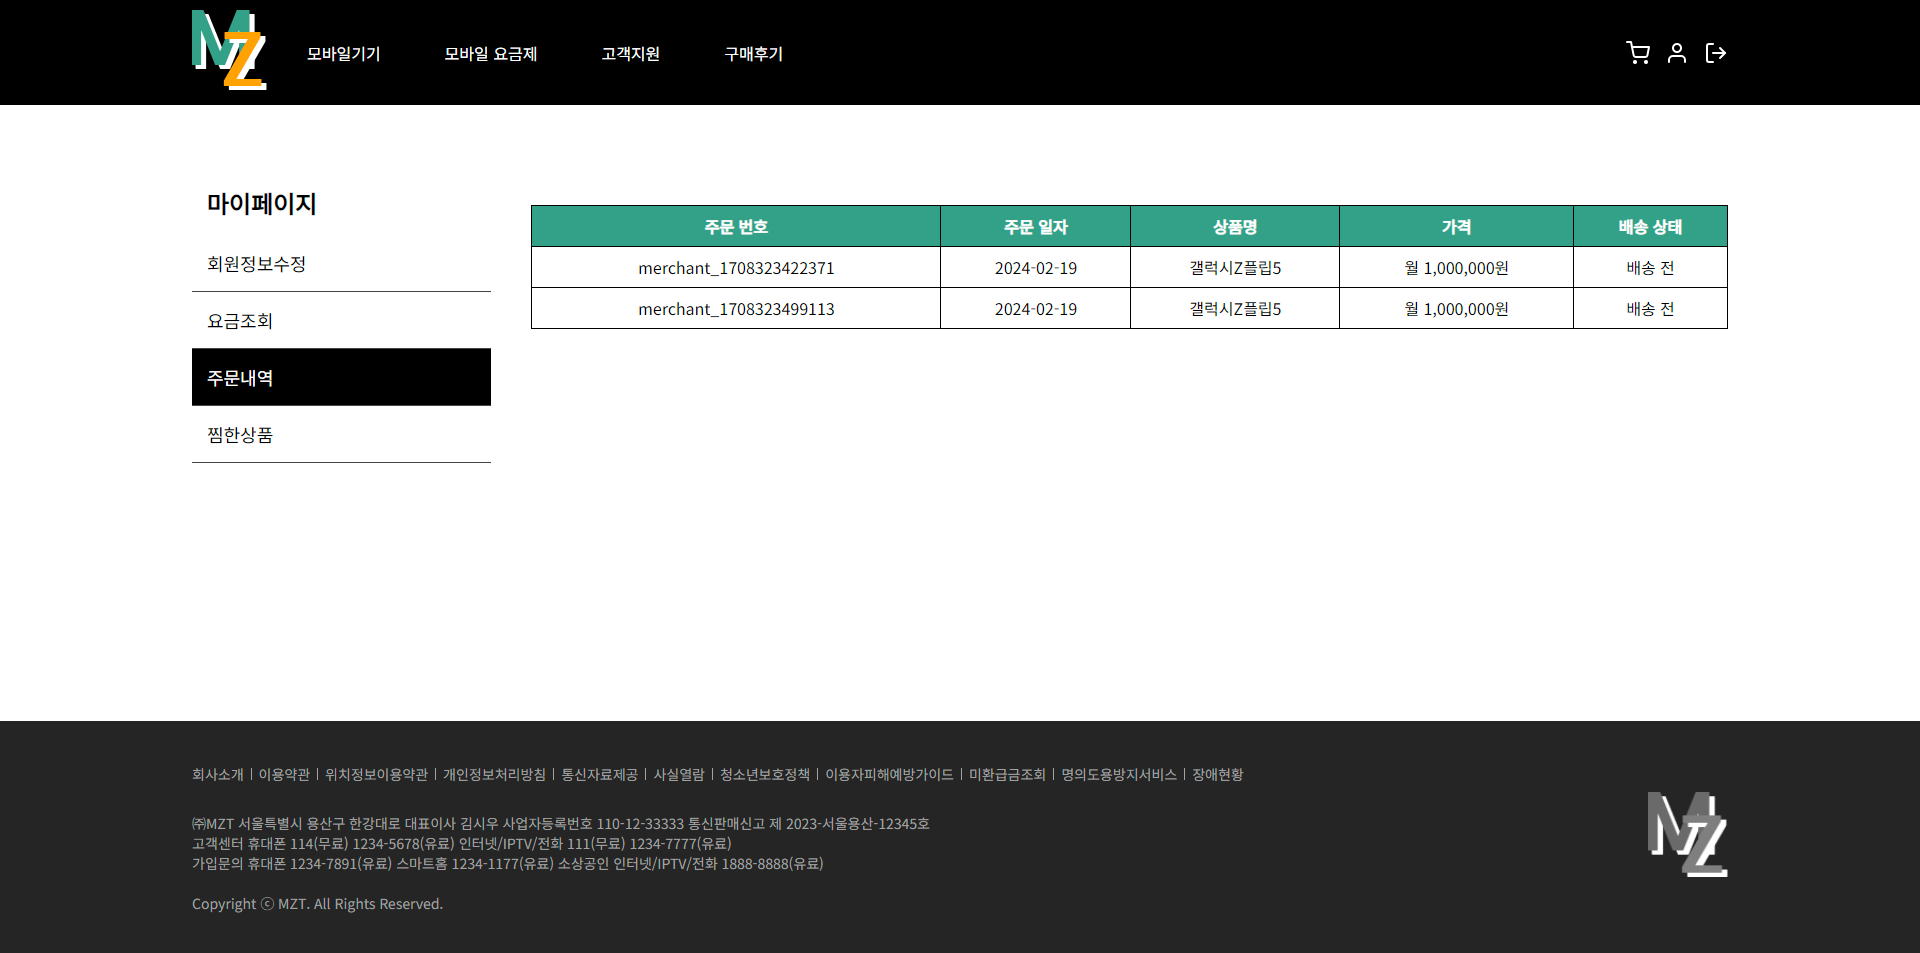 MZ
모바일기기 모바일 요금제 고객지원 구매후기
마이페이지
회원정보수정
요금조회
주문내역
찜한상품
주문 번호 주문 일자 상품명 가격 배송 상태
merchant_1708323422371 2024-02-19 갤럭시Z플립5 월 1,000,000원 배송 전
merchant_1708323499113 2024-02-19 갤럭시Z플립5 월 1,000,000원 배송 전
회사소개 | 이용약관 | 위치정보이용약관 | 개인정보처리방침 | 통신자료제공 | 사실열람 | 청소년보호정책 | 이용자피해예방가이드 | 미환급금조회 | 명의도용방지서비스 | 장애현황
㈜MZT 서울특별시 용산구 한강대로 대표이사 김시우 사업자등록번호 110-12-33333 통신판매신고 제 2023-서울용산-12345호
고객센터 휴대폰 114(무료) 1234-5678(유료) 인터넷/IPTV/전화 111(무료) 1234-7777(유료)
가입문의 휴대폰 1234-7891(유료) 스마트홈 1234-1177(유료) 소상공인 인터넷/IPTV/전화 1888-8888(유료)
Copyright ⓒ MZT. All Rights Reserved.
MZ